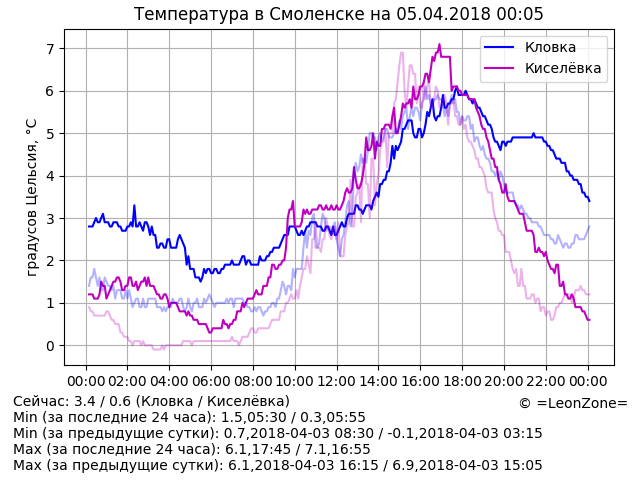 Температура в Смоленске на 05.04.2018 00:05
градусов Цельсия, °C
7
6
5
4
3
2
1
0
Кловка
Киселёвка
00:00 02:00 04:00 06:00 08:00 10:00 12:00 14:00 16:00 18:00 20:00 22:00 00:00
Сейчас: 3.4 / 0.6 (Кловка / Киселёвка)
© =LeonZone=
Min (за последние 24 часа): 1.5,05:30 / 0.3,05:55
Min (за предыдущие сутки): 0.7,2018-04-03 08:30 / -0.1,2018-04-03 03:15
Max (за последние 24 часа): 6.1,17:45 / 7.1,16:55
Max (за предыдущие сутки): 6.1,2018-04-03 16:15 / 6.9,2018-04-03 15:05